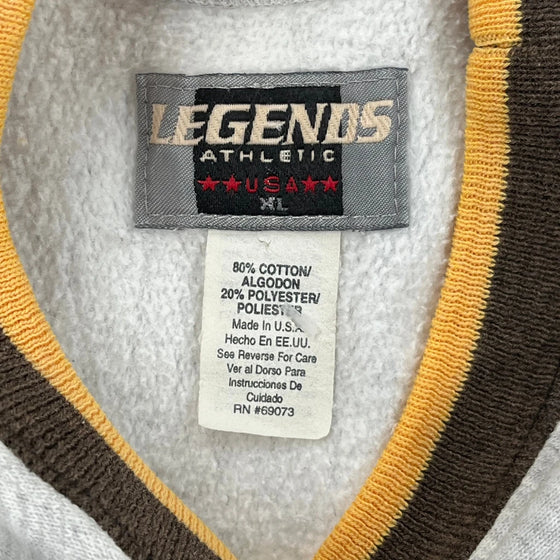 LEGENDS
ATHLETIC
★★USA★★
XL
80% COTTON/
ALGODON
20% POLYESTER/
POLIESTER
Made In U.S.A.
Hecho En EE.UU.
See Reverse For Care
Ver al Dorso Para
Instrucciones De
Cuidado
RN #69073